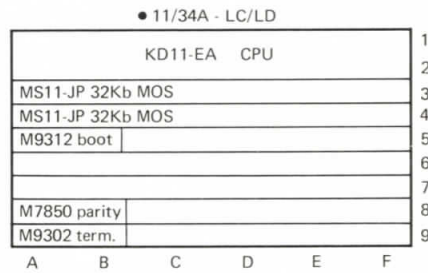 • 11/34A - LC/LD
KD11-EA CPU
1
2
MS11-JP 32Kb MOS 3
MS11-JP 32Kb MOS 4
M9312 boot 5
6
7
M7850 parity 8
M9302 term. 9
A B C D E F